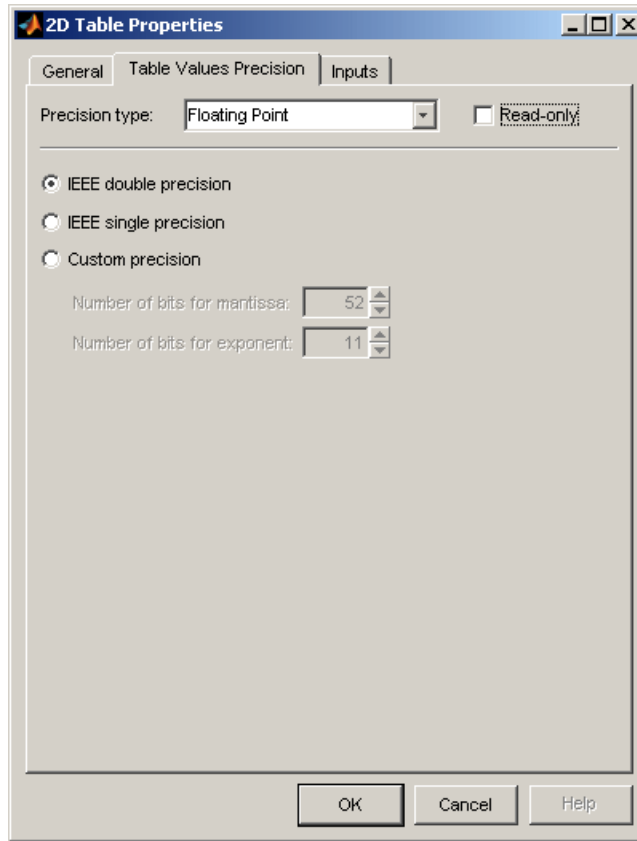 2D Table Properties
General Table Values Precision Inputs
Precision type: Floating Point Read-only
IEEE double precision
IEEE single precision
Custom precision
Number of bits for mantissa: 52
Number of bits for exponent: 11
OK Cancel Help